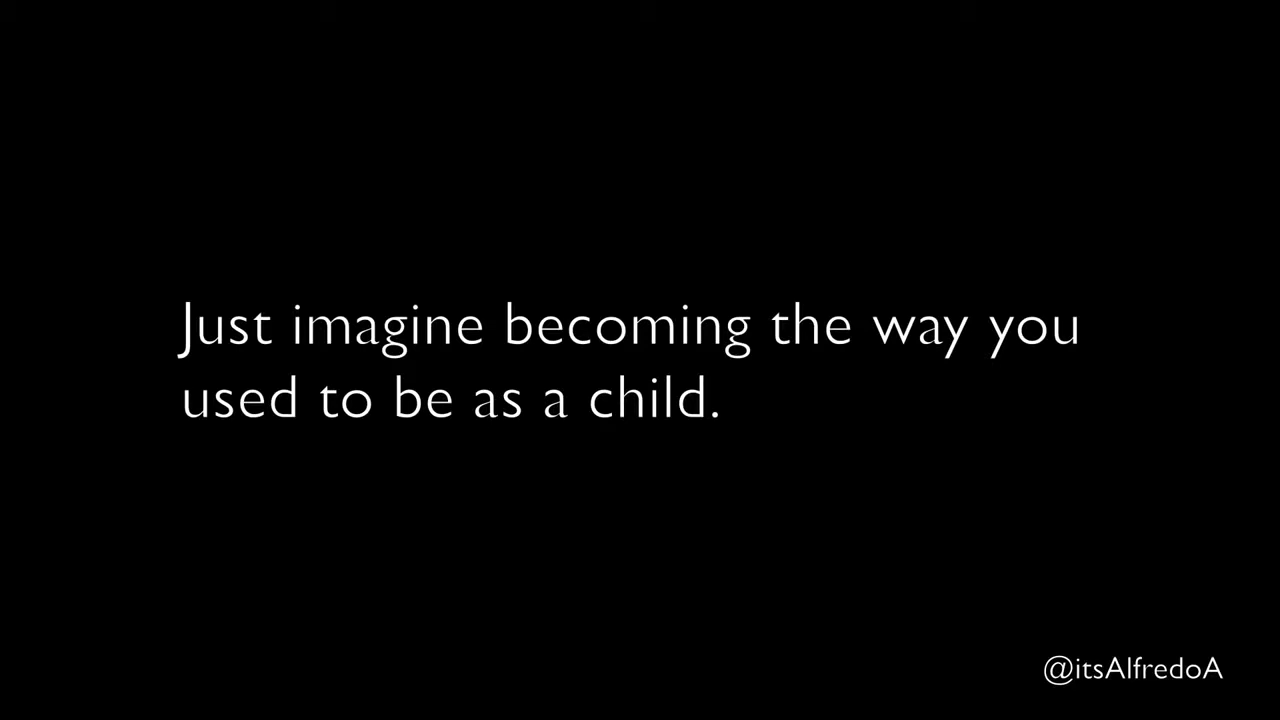 Just imagine becoming the way you
used to be as a child.
@itsAlfredoA